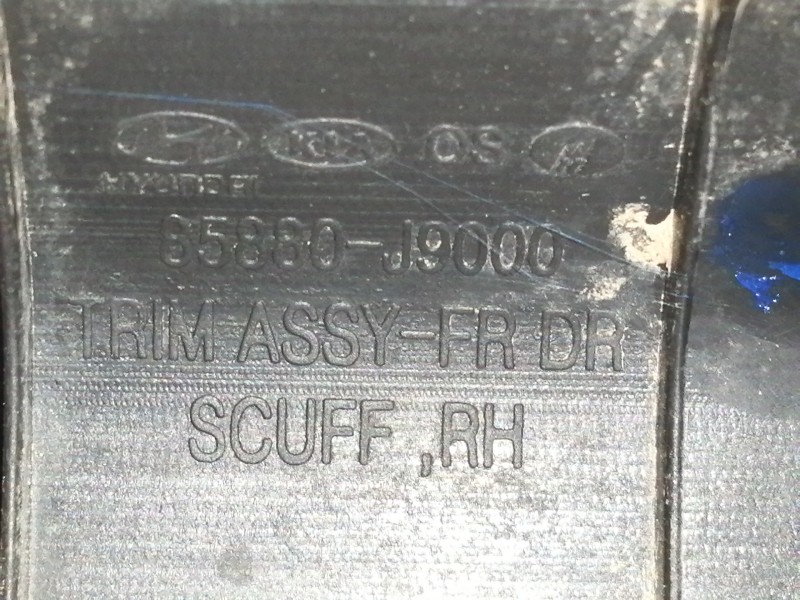 KIA OS
HYUNDAI
85880-J9000
TRIM ASSY-FR DR
SCUFF ,RH